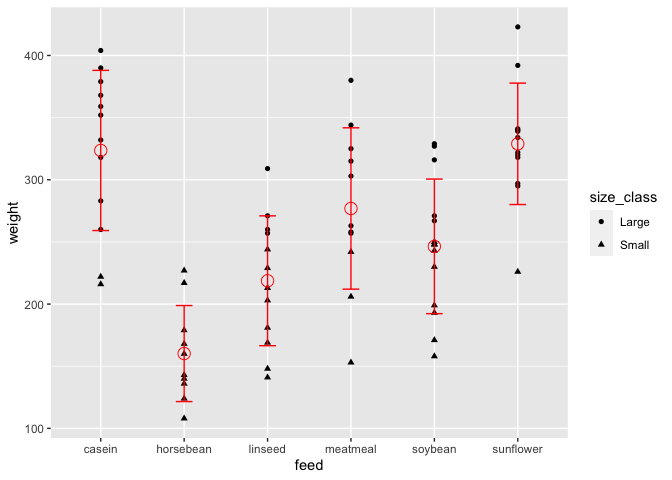 400
300
200
100
weight
casein horsebean linseed meatmeal soybean sunflower
feed
size_class
Large
Small